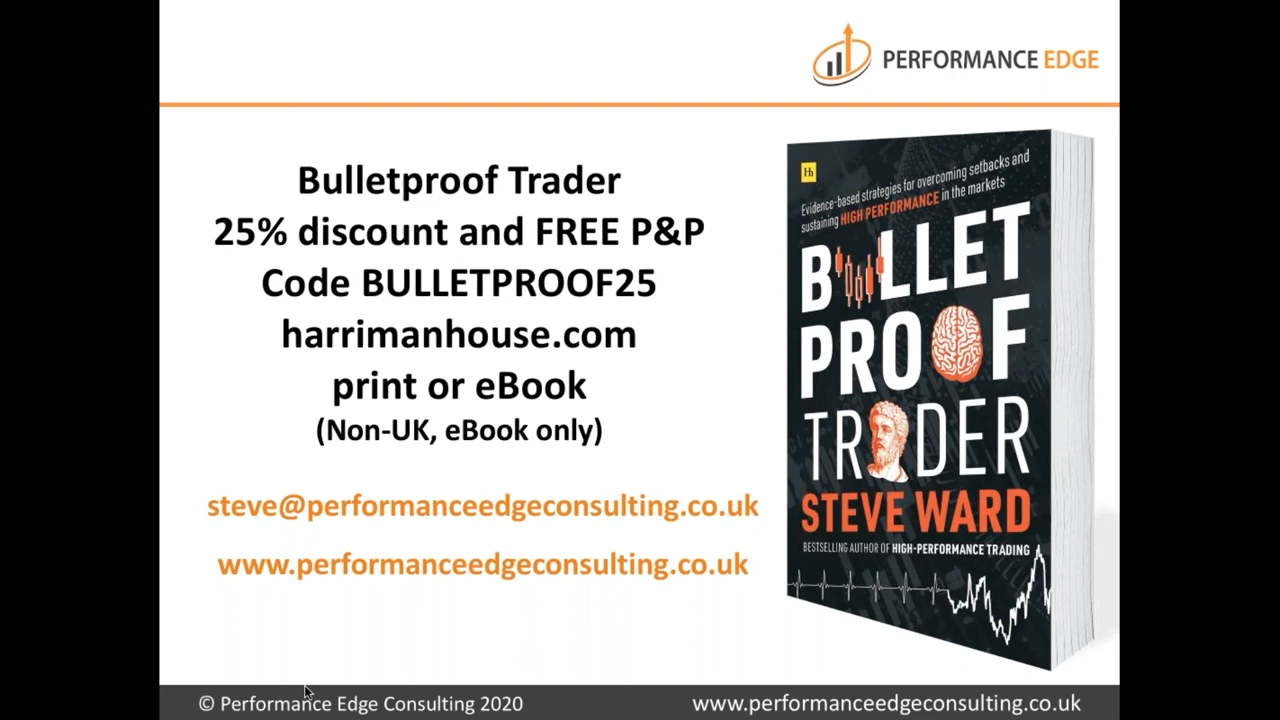 PERFORMANCE EDGE
Bulletproof Trader
25% discount and FREE P&P
Code BULLETPROOF25
harrimanhouse.com
print or eBook
(Non-UK, eBook only)
steve@performanceedgeconsulting.co.uk
www.performanceedgeconsulting.co.uk
Hh
Evidence-based strategies for overcoming setbacks and
sustaining HIGH PERFORMANCE in the markets
BULLET
PROOF
TRADER
STEVE WARD
BESTSELLING AUTHOR OF HIGH-PERFORMANCE TRADING
© Performance Edge Consulting 2020
www.performanceedgeconsulting.co.uk